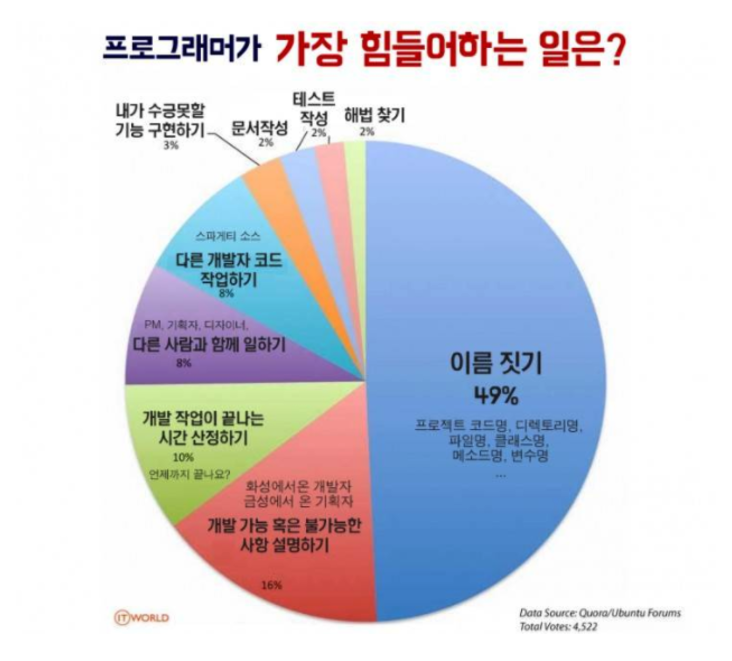 프로그래머가 가장 힘들어하는 일은?
내가 수긍못할
기능 구현하기
3%
문서작성
2%
테스트
작성
2%
해법 찾기
2%
스파게티 소스
다른 개발자 코드
작업하기
8%
PM, 기획자, 디자이너,
다른 사람과 함께 일하기
8%
개발 작업이 끝나는
시간 산정하기
10%
언제까지 끝나요?
화성에서온 개발자
금성에서 온 기획자
개발 가능 혹은 불가능한
사항 설명하기
16%
이름 짓기
49%
프로젝트 코드명, 디렉토리명,
파일명, 클래스명,
메소드명, 변수명
...
ITWORLD
Data Source: Quora/Ubuntu Forums
Total Votes: 4,522